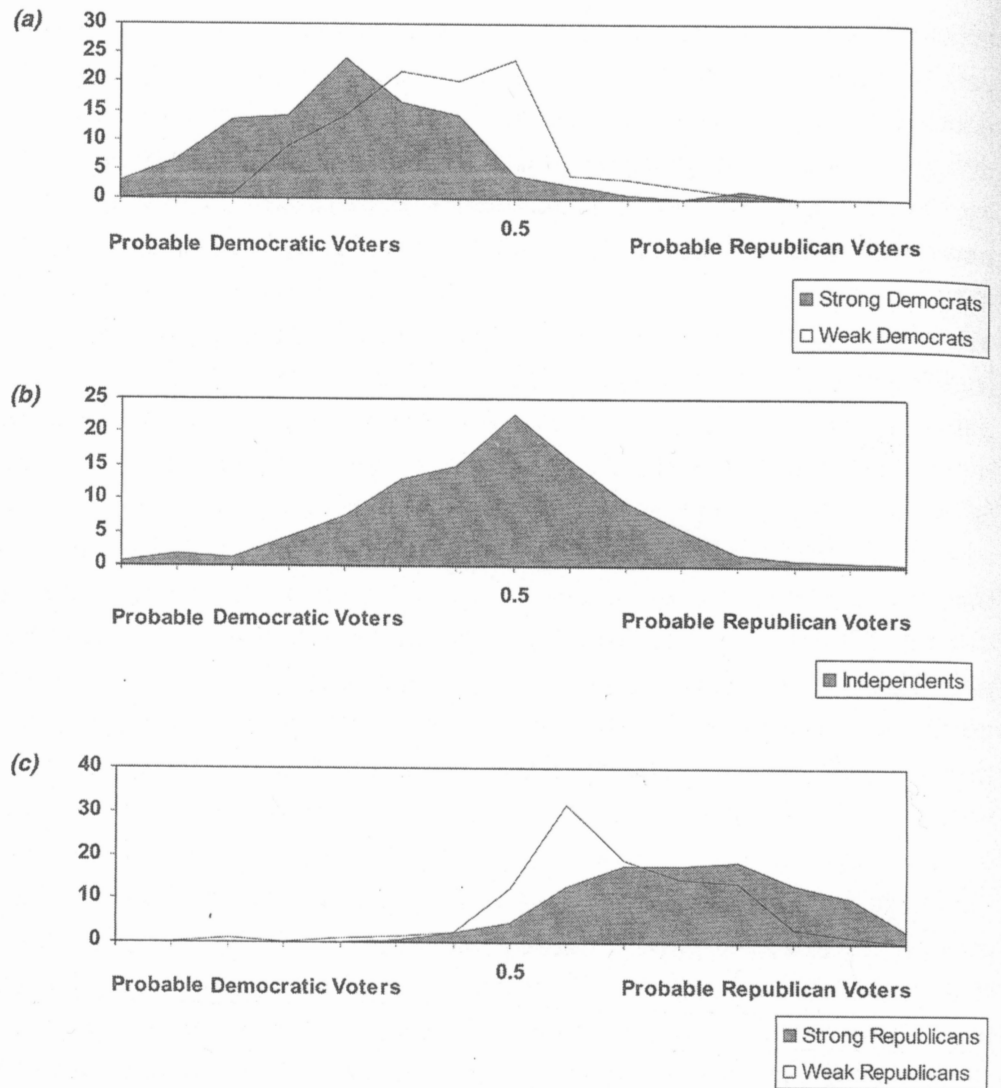 (a)
30
25
20
15
10
5
0
0.5
Probable Democratic Voters Probable Republican Voters
Strong Democrats
Weak Democrats
(b)
25
20
15
10
5
0
0.5
Probable Democratic Voters Probable Republican Voters
Independents
(c)
40
30
20
10
0
0.5
Probable Democratic Voters Probable Republican Voters
Strong Republicans
Weak Republicans